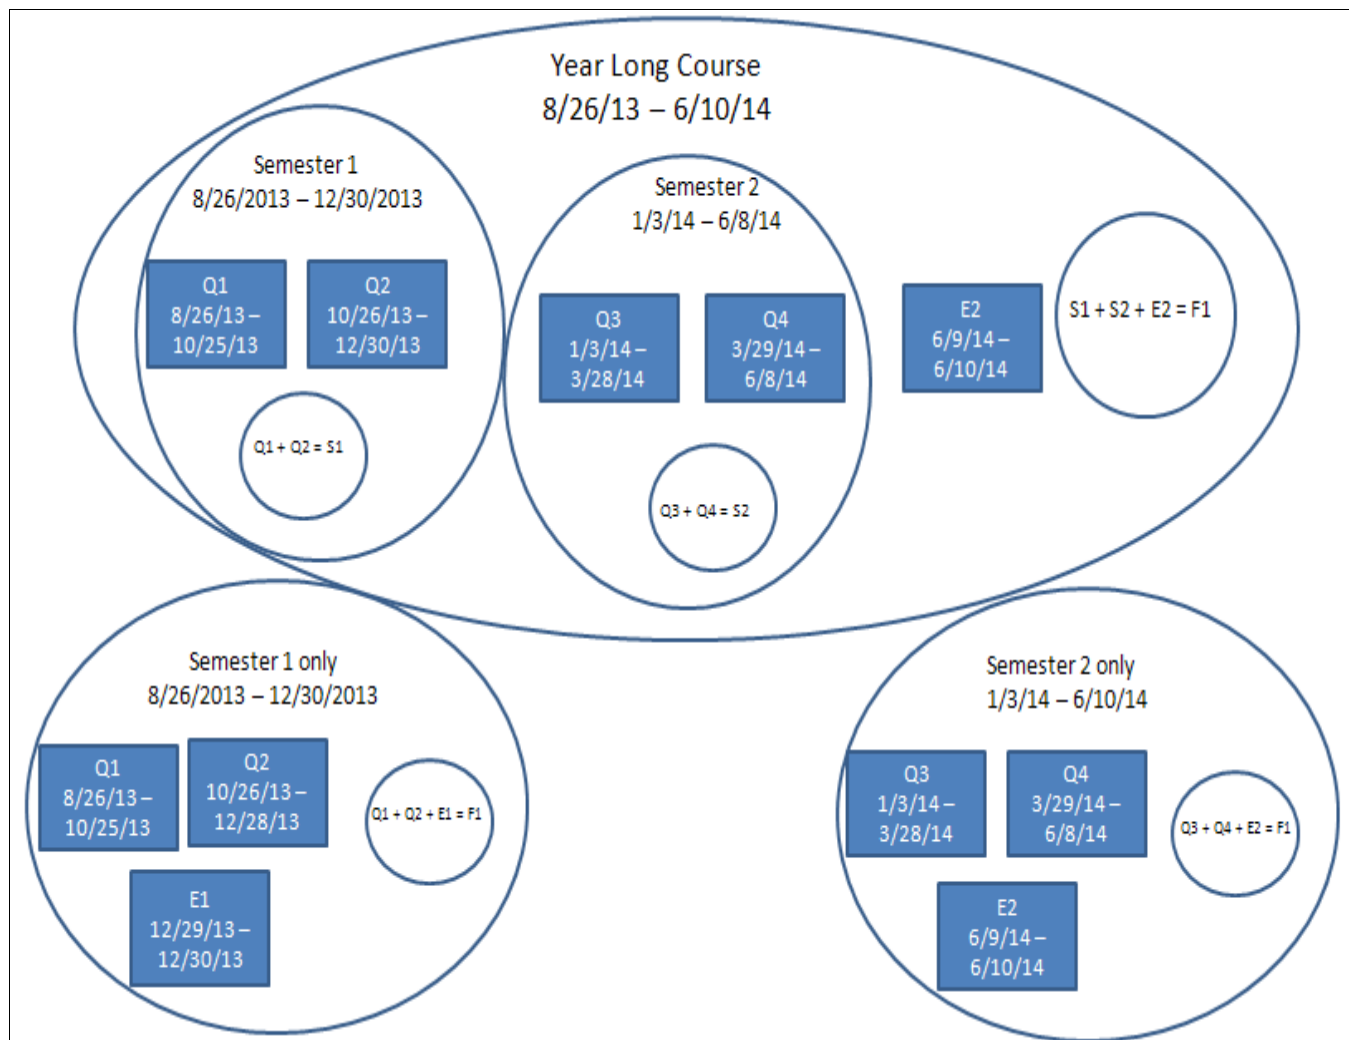 Year Long Course
8/26/13 – 6/10/14
Semester 1
8/26/2013 – 12/30/2013
Q1
8/26/13 –
10/25/13
Q2
10/26/13 –
12/30/13
Q1 + Q2 = S1
Semester 2
1/3/14 – 6/8/14
Q3
1/3/14 –
3/28/14
Q4
3/29/14 –
6/8/14
Q3 + Q4 = S2
E2
6/9/14 –
6/10/14
S1 + S2 + E2 = F1
Semester 1 only
8/26/2013 – 12/30/2013
Q1
8/26/13 –
10/25/13
Q2
10/26/13 –
12/28/13
Q1 + Q2 + E1 = F1
E1
12/29/13 –
12/30/13
Semester 2 only
1/3/14 – 6/10/14
Q3
1/3/14 –
3/28/14
Q4
3/29/14 –
6/8/14
Q3 + Q4 + E2 = F1
E2
6/9/14 –
6/10/14